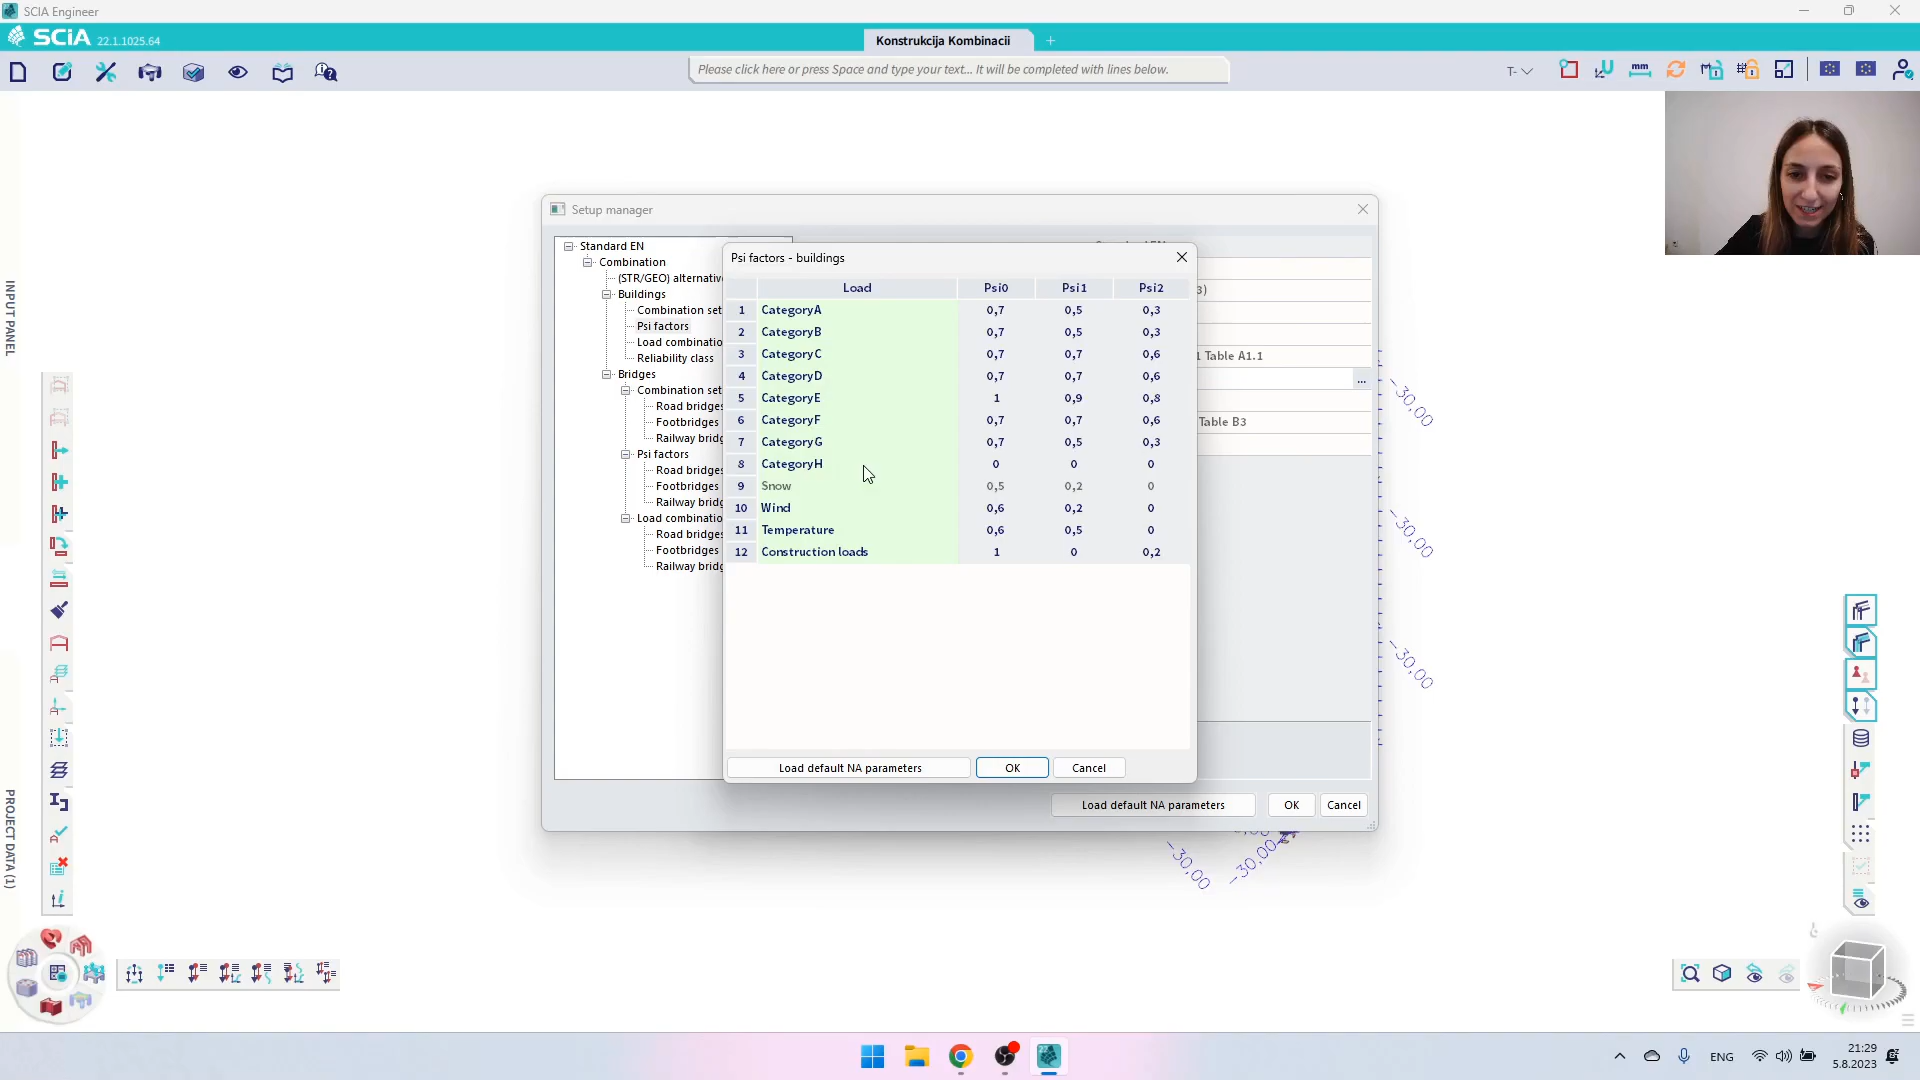 SCIA Engineer
SCIA 22.1.1025.64
Konstrukcija Kombinacii
Please click here or press Space and type your text... It will be completed with lines below.
T-
mm
INPUT PANEL
PROJECT DATA (1)
Setup manager
Standard EN
Combination
(STR/GEO) alternativ
Buildings
Combination set
Psi factors
Load combinatio
Reliability class
Bridges
Combination set
Road bridges
Footbridges
Railway bridg
Psi factors
Road bridges
Footbridges
Railway bridg
Load combinatio
Road bridges
Footbridges
Railway bridg
3)
1 Table A1.1
...
Table B3
Load default NA parameters OK Cancel
Psi factors - buildings
Load Psi0 Psi1 Psi2
1 Category A 0,7 0,5 0,3
2 Category B 0,7 0,5 0,3
3 Category C 0,7 0,7 0,6
4 Category D 0,7 0,7 0,6
5 Category E 1 0,9 0,8
6 Category F 0,7 0,7 0,6
7 Category G 0,7 0,5 0,3
8 Category H 0 0 0
9 Snow 0,5 0,2 0
10 Wind 0,6 0,2 0
11 Temperature 0,6 0,5 0
12 Construction loads 1 0 0,2
Load default NA parameters OK Cancel
-30,00
-30,00
-30,00
-30,00
-30,00
ENG
21:29
5.8.2023